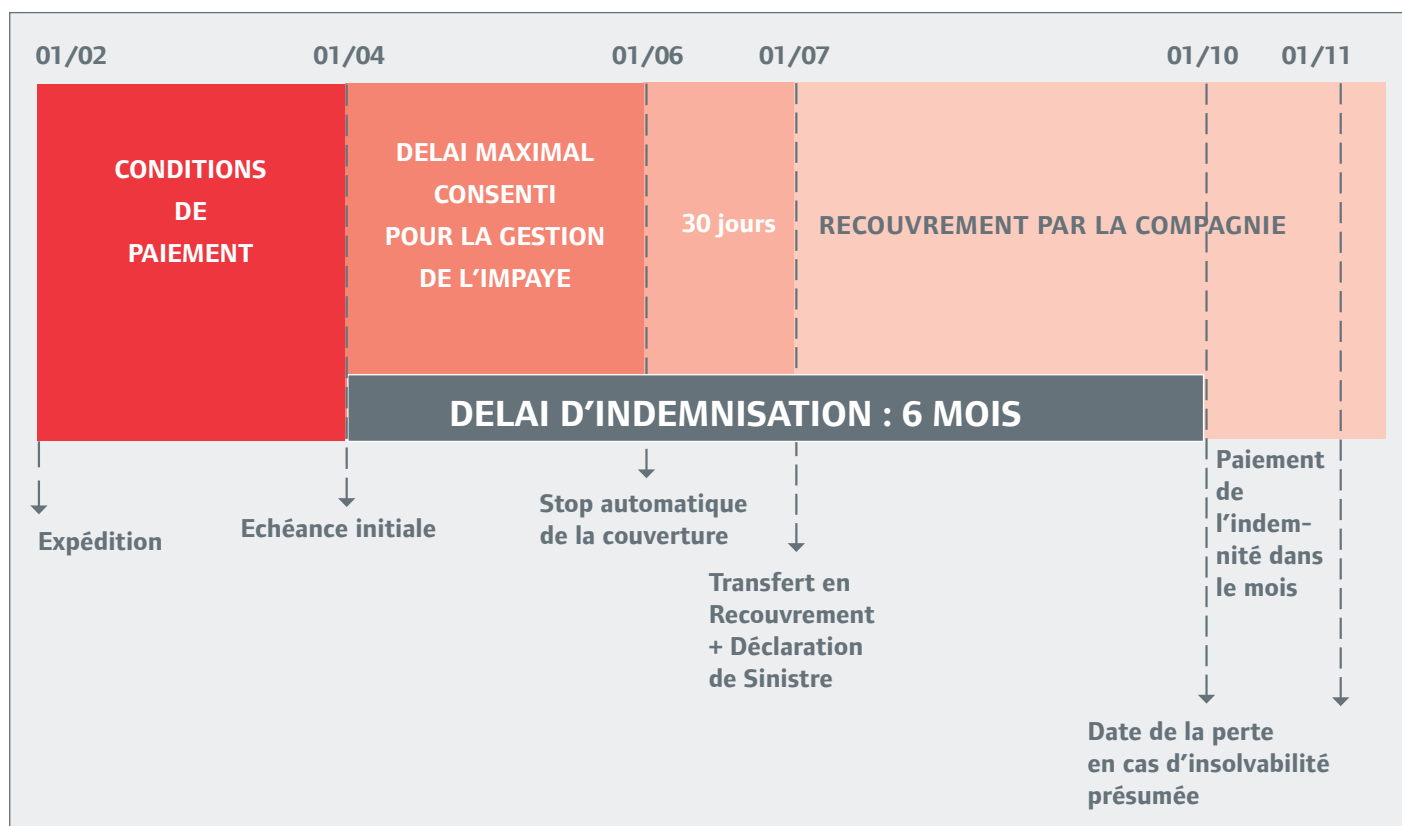 01/02 01/04 01/06 01/07 01/10 01/11
CONDITIONS
DE
PAIEMENT
DELAI MAXIMAL
CONSENTI
POUR LA GESTION
DE L'IMPAYE
30 jours
RECOUVREMENT PAR LA COMPAGNIE
DELAI D'INDEMNISATION : 6 MOIS
Expédition
Echéance initiale
Stop automatique
de la couverture
Transfert en
Recouvrement
+ Déclaration
de Sinistre
Paiement
de
l'indem-
nité dans
le mois
Date de la perte
en cas d'insolvabilité
présumée